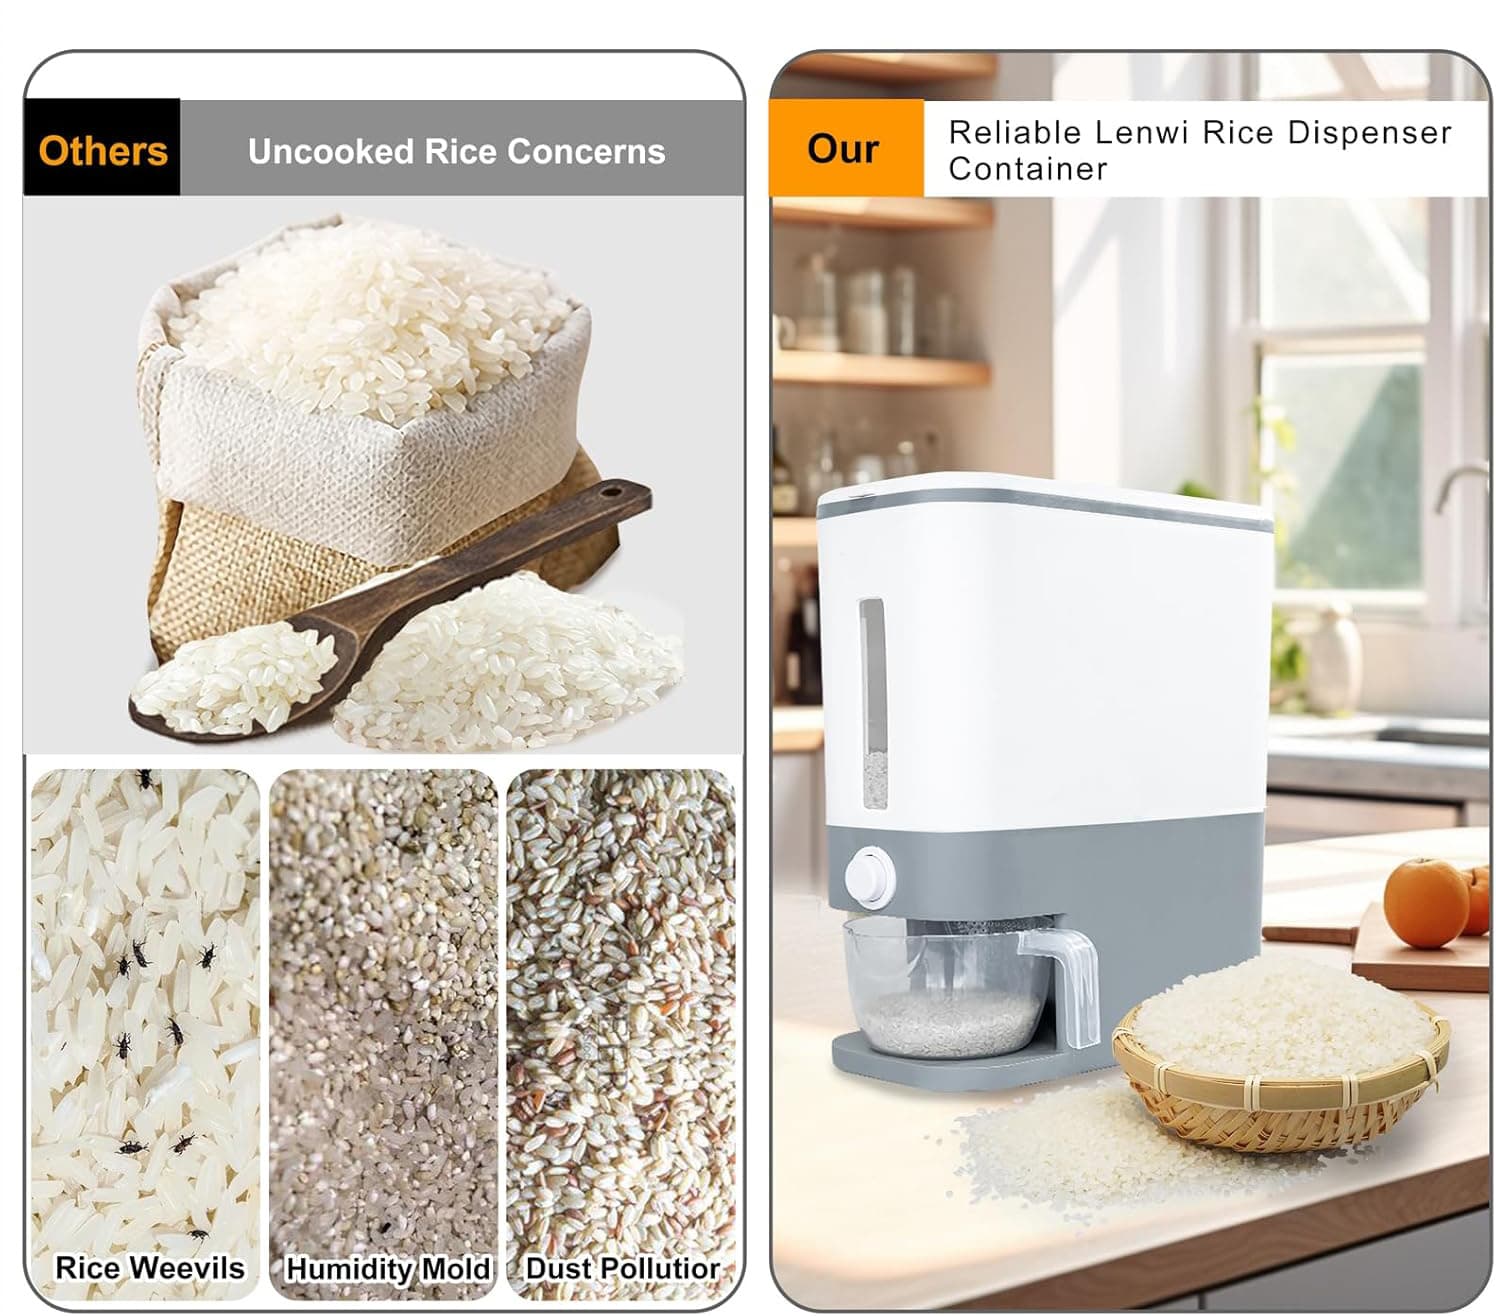 Others
Uncooked Rice Concerns
Our
Reliable Lenwi Rice Dispenser
Container
Rice Weevils
Humidity Mold
Dust Pollutior